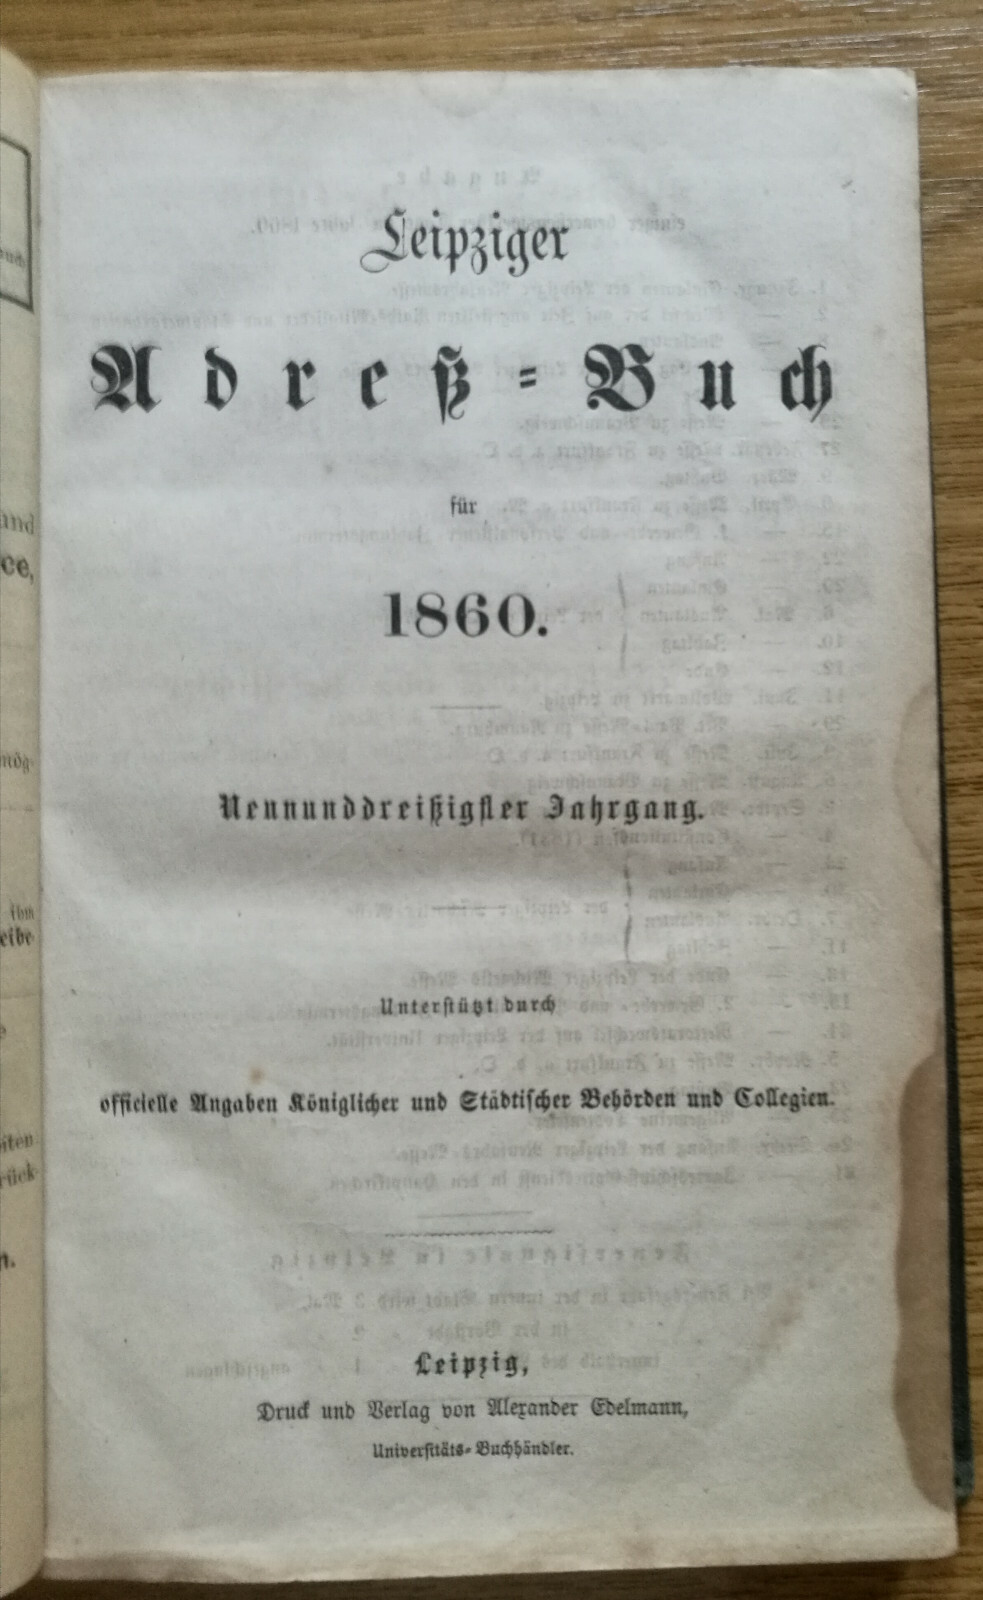 Leipziger
Adreß=Buch
für
1860.
Neununddreißigster Jahrgang.
Unterstützt durch
officielle Angaben Königlicher und Städtischer Behörden und Collegien.
Leipzig,
Druck und Verlag von Alexander Edelmann,
Universitäts=Buchhändler.